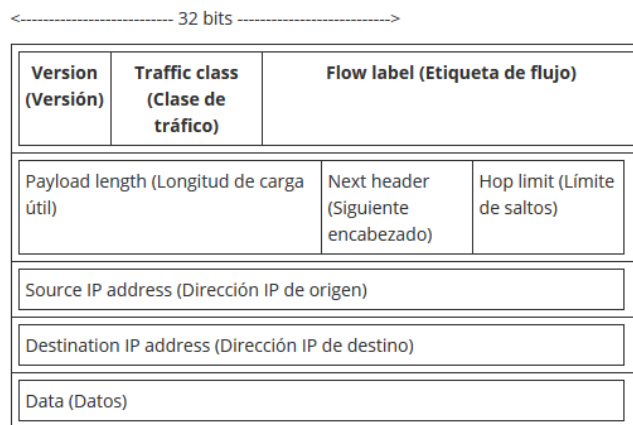 <--------------------------- 32 bits --------------------------->
Version Traffic class Flow label (Etiqueta de flujo)
(Versión) (Clase de
tráfico)
Payload length (Longitud de carga Next header Hop limit (Límite
útil) (Siguiente de saltos)
encabezado)
Source IP address (Dirección IP de origen)
Destination IP address (Dirección IP de destino)
Data (Datos)